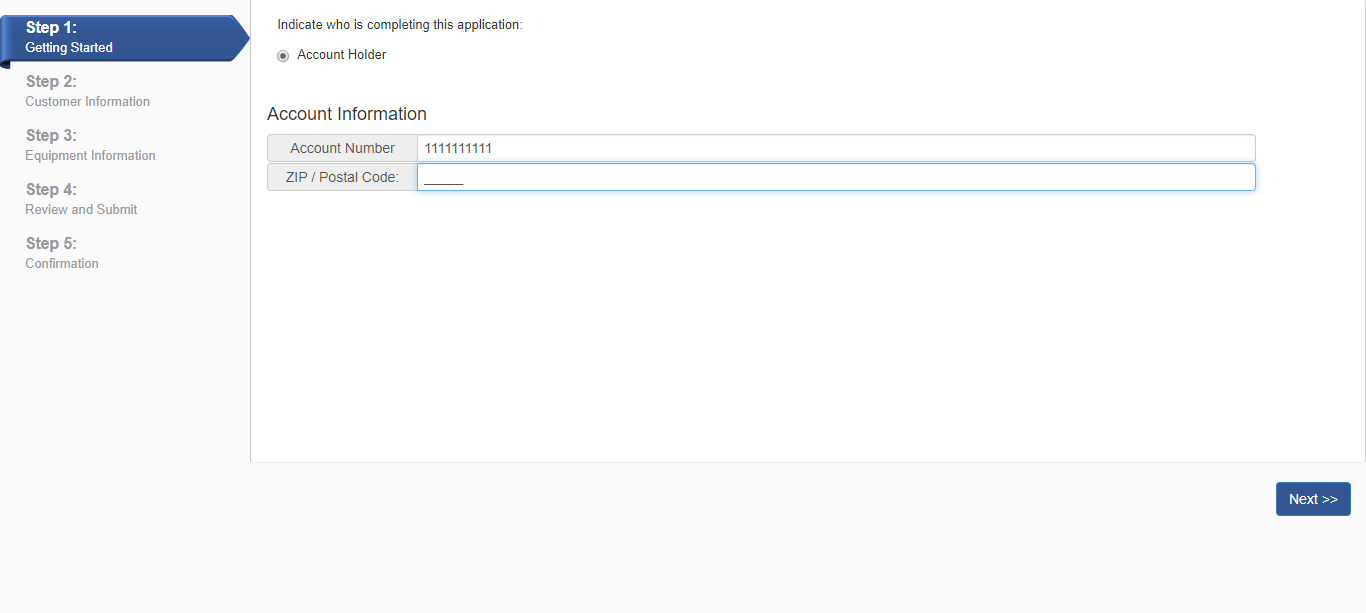 Step 1:
Getting Started
Step 2:
Customer Information
Step 3:
Equipment Information
Step 4:
Review and Submit
Step 5:
Confirmation
Indicate who is completing this application:
Account Holder
Account Information
Account Number 1111111111
ZIP / Postal Code: _____
Next >>